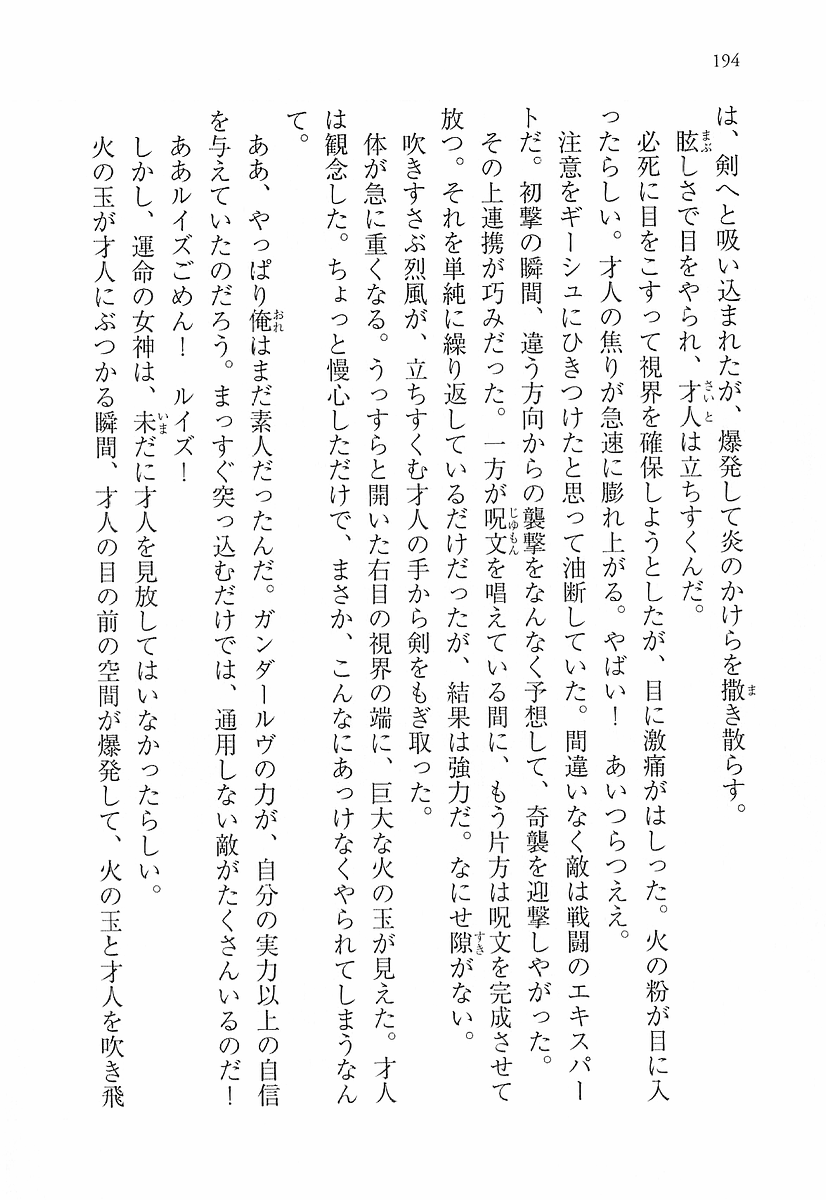 194
は、剣へと吸い込まれたが、爆発して炎のかけらを撒き散らす。
眩しさで目をやられ、才人は立ちすくんだ。
必死に目をこすって視界を確保しようとしたが、目に激痛がはしった。火の粉が目に入
ったらしい。才人の焦りが急速に膨れ上がる。やばい！　あいつらつええ。
注意をギーシュにひきつけたと思って油断していた。間違いなく敵は戦闘のエキスパー
トだ。初撃の瞬間、違う方向からの襲撃をなんなく予想して、奇襲を迎撃しやがった。
その上連携が巧みだった。一方が呪文を唱えている間に、もう片方は呪文を完成させて
放つ。それを単純に繰り返しているだけだったが、結果は強力だ。なにせ隙がない。
吹きすさぶ烈風が、立ちすくむ才人の手から剣をもぎ取った。
体が急に重くなる。うっすらと開いた右目の視界の端に、巨大な火の玉が見えた。才人
は観念した。ちょっと慢心しただけで、まさか、こんなにあっけなくやられてしまうなん
て。
ああ、やっぱり俺はまだ素人だったんだ。ガンダールヴの力が、自分の実力以上の自信
を与えていたのだろう。まっすぐ突っ込むだけでは、通用しない敵がたくさんいるのだ！
ああルイズごめん！　ルイズ！
しかし、運命の女神は、未だに才人を見放してはいなかったらしい。
火の玉が才人にぶつかる瞬間、才人の目の前の空間が爆発して、火の玉と才人を吹き飛